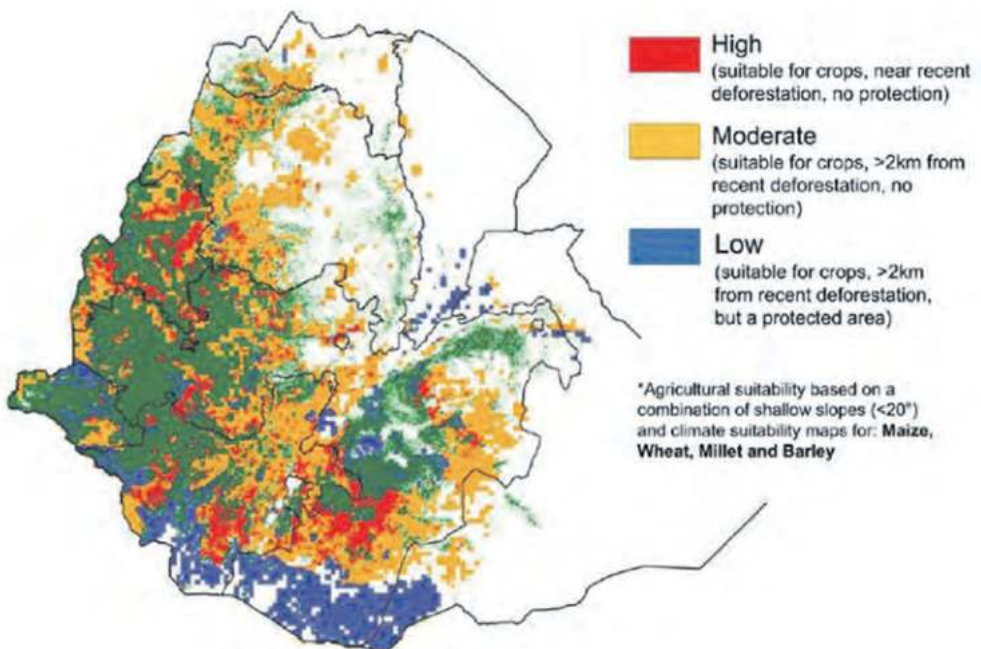 High
(suitable for crops, near recent
deforestation, no protection)
Moderate
(suitable for crops, >2km from
recent deforestation, no
protection)
Low
(suitable for crops, >2km
from recent deforestation,
but a protected area)
*Agricultural suitability based on a
combination of shallow slopes (<20°)
and climate suitability maps for: Maize,
Wheat, Millet and Barley